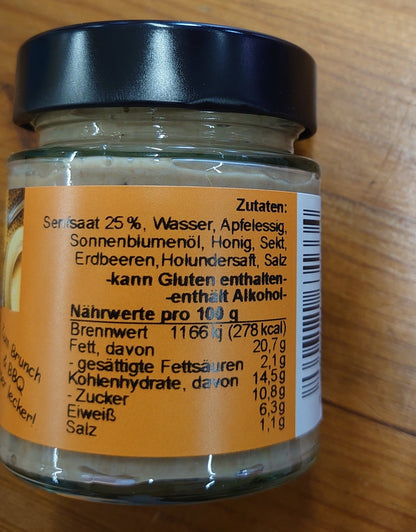 Zutaten:
Senfsaat 25%, Wasser, Apfelessig,
Sonnenblumenöl, Honig, Sekt,
Erdbeeren, Holundersaft, Salz
-kann Gluten enthalten-
-enthält Alkohol-
Nährwerte pro 100 g
Brennwert 1166 kj (278 kcal)
Fett, davon 20,7g
- gesättigte Fettsäuren 2,1g
Kohlenhydrate, davon 14,5g
- Zucker 10,8g
Eiweiß 6,3g
Salz 1,1g
Brunch
BBQ
lecker!